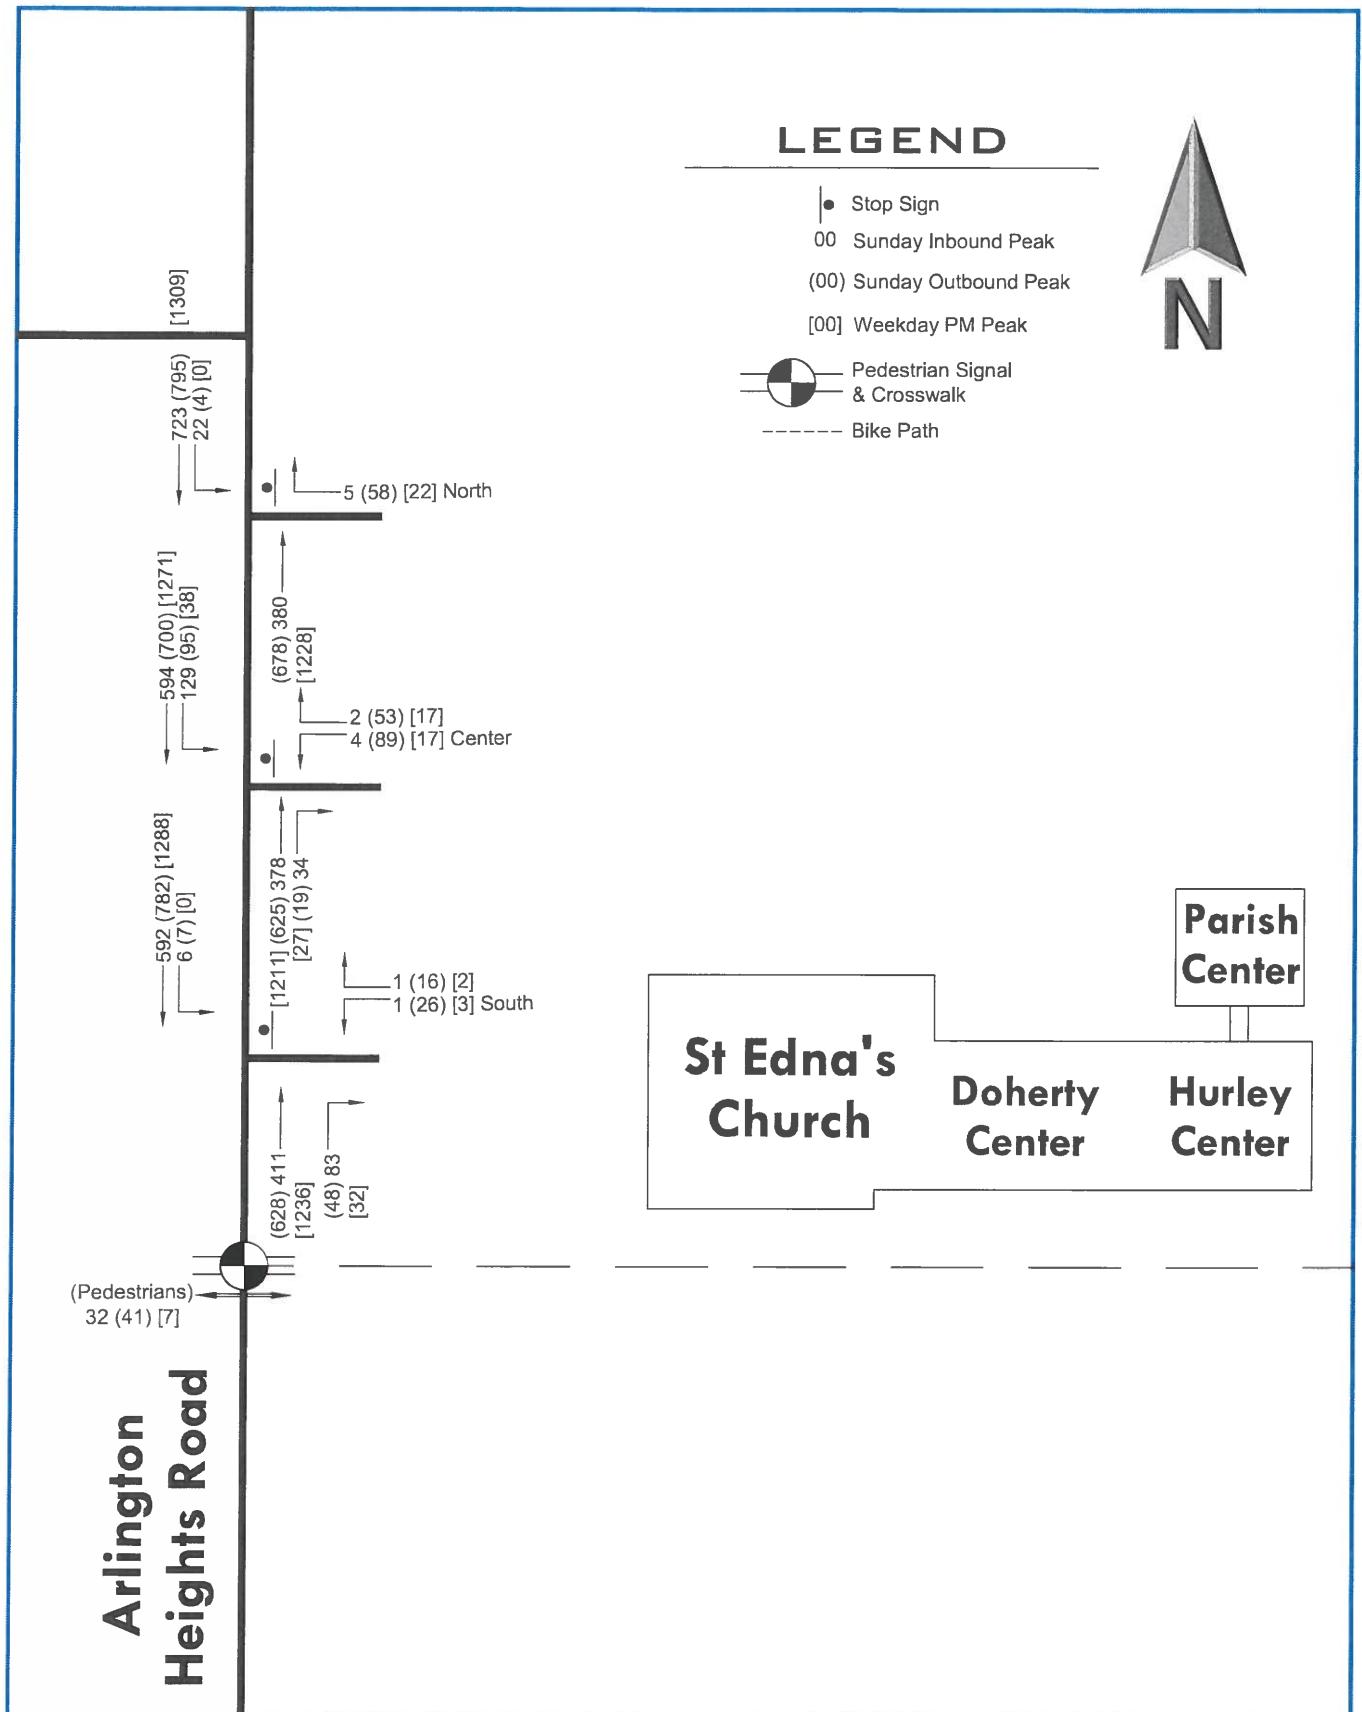 LEGEND
Stop Sign
00 Sunday Inbound Peak
(00) Sunday Outbound Peak
[00] Weekday PM Peak
Pedestrian Signal
& Crosswalk
Bike Path
N
[1309]
723 (795)
22 (4) [0]
5 (58) [22] North
594 (700) [1271]
129 (95) [38]
(678) 380
[1228]
2 (53) [17]
4 (89) [17] Center
592 (782) [1288]
6 (7) [0]
[1211] (625) 378
[27] (19) 34
1 (16) [2]
1 (26) [3] South
(628) 411
[1236]
(48) 83
[32]
Parish
Center
St Edna's
Church
Doherty
Center
Hurley
Center
(Pedestrians)
32 (41) [7]
Arlington
Heights Road